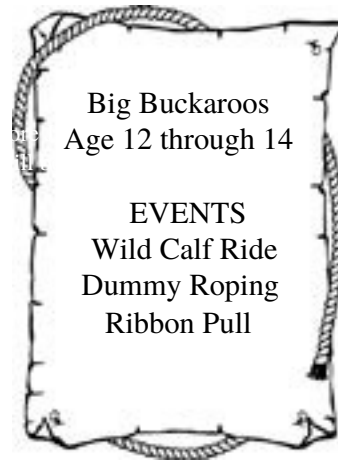 Big Buckaroos
Age 12 through 14
EVENTS
Wild Calf Ride
Dummy Roping
Ribbon Pull